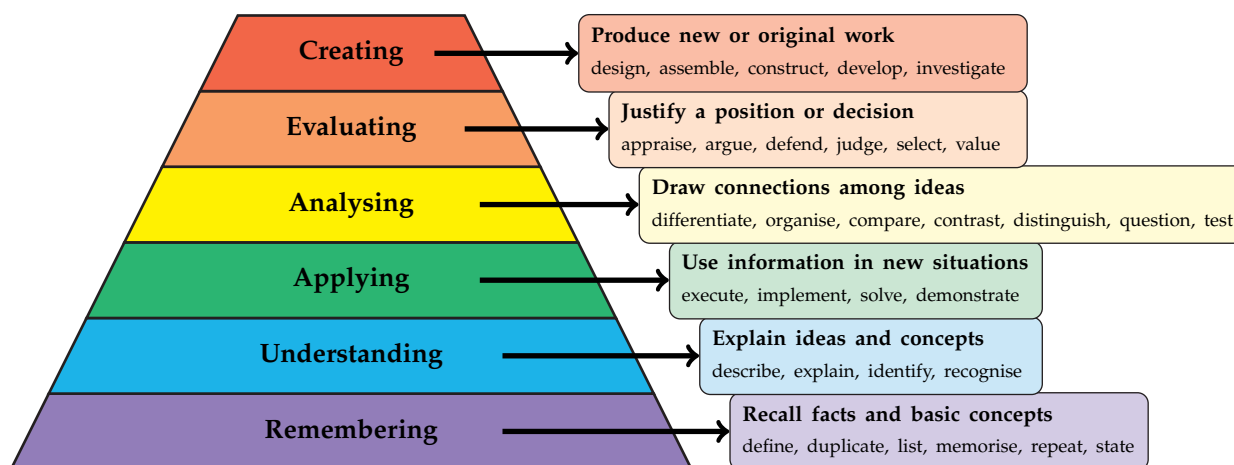 Creating
Produce new or original work
design, assemble, construct, develop, investigate
Evaluating
Justify a position or decision
appraise, argue, defend, judge, select, value
Analysing
Draw connections among ideas
differentiate, organise, compare, contrast, distinguish, question, test
Applying
Use information in new situations
execute, implement, solve, demonstrate
Understanding
Explain ideas and concepts
describe, explain, identify, recognise
Remembering
Recall facts and basic concepts
define, duplicate, list, memorise, repeat, state